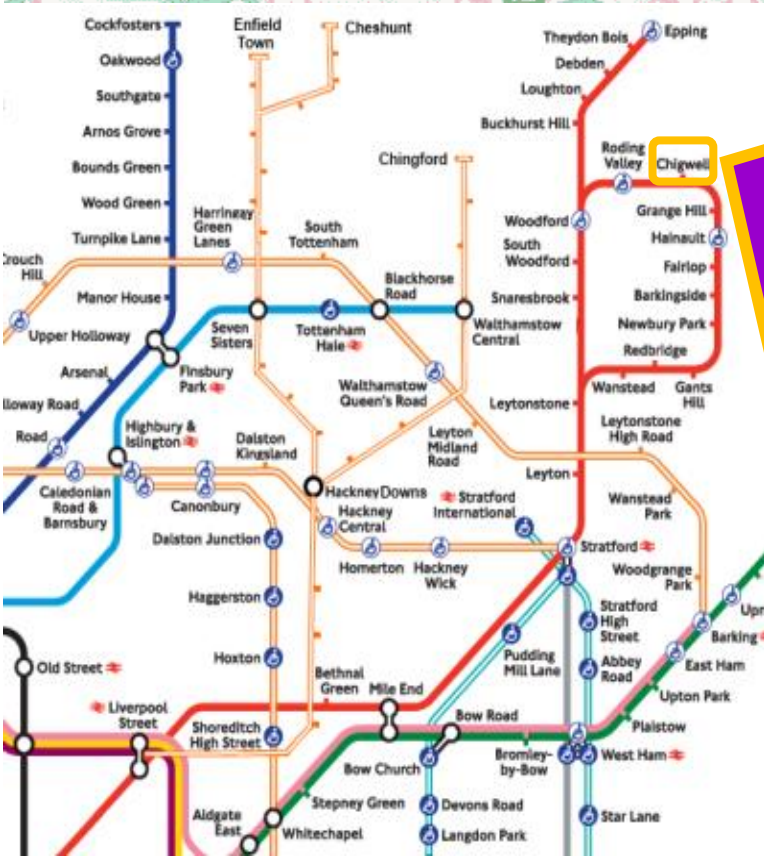 Cockfosters
Oakwood
Southgate
Arnos Grove
Bounds Green
Wood Green
Turnpike Lane
Manor House
Enfield
Town
Cheshunt
Chingford
Theydon Bois
Epping
Debden
Loughton
Buckhurst Hill
Roding
Valley
Chigwell
Grange Hill
Hainault
Fairlop
Barkingside
Newbury Park
Redbridge
Wanstead
Gants
Hill
Woodford
South
Woodford
Snaresbrook
Leytonstone
Leyton
Harringay
Green
Lanes
South
Tottenham
Crouch
Hill
Upper Holloway
Blackhorse
Road
Seven
Sisters
Tottenham
Hale
Walthamstow
Central
Finsbury
Park
Arsenal
lloway Road
Road
Walthamstow
Queen's Road
Leyton
Midland
Road
Leytonstone
High Road
Wanstead
Park
Woodgrange
Park
Highbury &
Islington
Dalston
Kingsland
Caledonian
Road &
Barnsbury
Canonbury
Hackney Downs
Hackney
Central
Homerton
Hackney
Wick
Stratford
International
Stratford
Dalston Junction
Haggerston
Hoxton
Shoreditch
High Street
Old Street
Liverpool
Street
Bethnal
Green
Mile End
Pudding
Mill Lane
Stratford
High
Street
Abbey
Road
Upr
Barking
East Ham
Upton Park
Plaistow
Bow Road
Bow Church
Bromley-
by-Bow
West Ham
Stepney Green
Devons Road
Star Lane
Aldgate
East
Whitechapel
Langdon Park